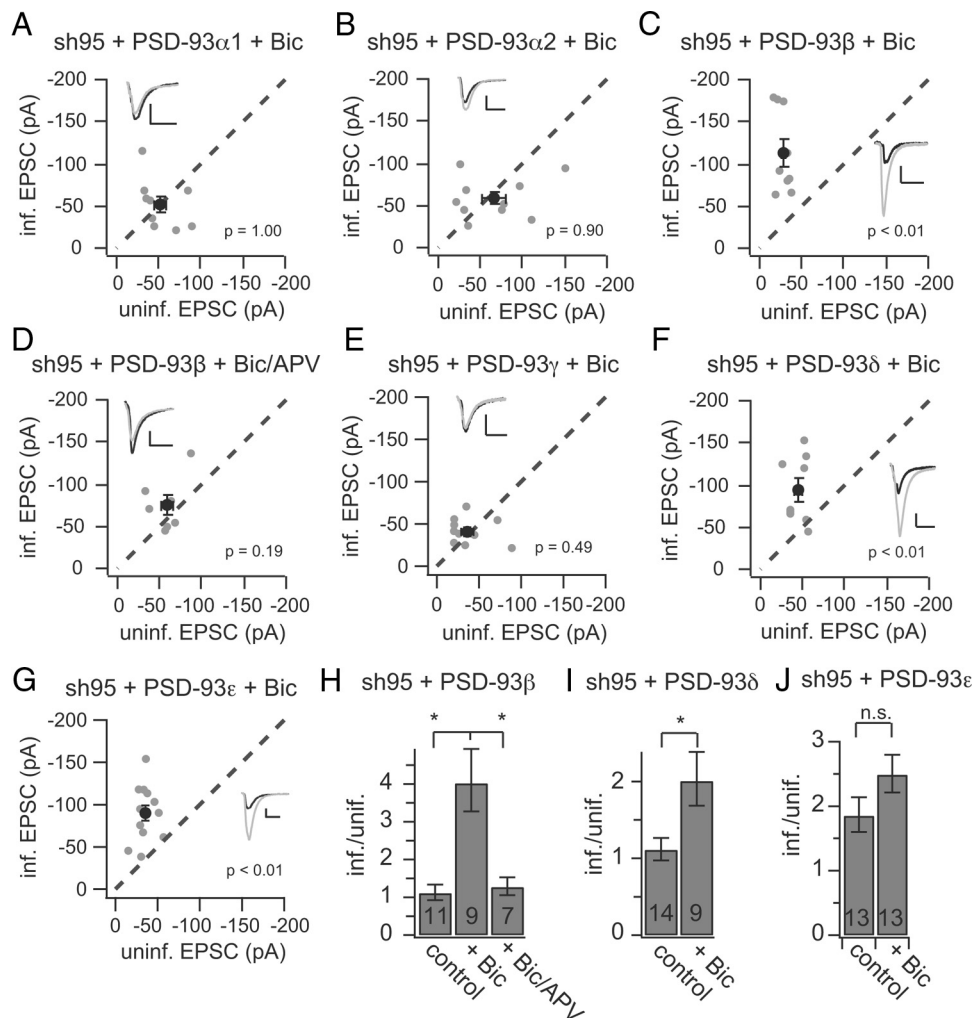 A
sh95 + PSD-93α1 + Bic
-200
-150
-100
-50
0
inf. EPSC (pA)
p = 1.00
0 -50 -100 -150 -200
uninf. EPSC (pA)
B
sh95 + PSD-93α2 + Bic
-200
-150
-100
-50
0
inf. EPSC (pA)
p = 0.90
0 -50 -100 -150 -200
uninf. EPSC (pA)
C
sh95 + PSD-93β + Bic
-200
-150
-100
-50
0
inf. EPSC (pA)
p < 0.01
0 -50 -100 -150 -200
uninf. EPSC (pA)
D
sh95 + PSD-93β + Bic/APV
-200
-150
-100
-50
0
inf. EPSC (pA)
p = 0.19
0 -50 -100 -150 -200
uninf. EPSC (pA)
E
sh95 + PSD-93γ + Bic
-200
-150
-100
-50
0
inf. EPSC (pA)
p = 0.49
0 -50 -100 -150 -200
uninf. EPSC (pA)
F
sh95 + PSD-93δ + Bic
-200
-150
-100
-50
0
inf. EPSC (pA)
p < 0.01
0 -50 -100 -150 -200
uninf. EPSC (pA)
G
sh95 + PSD-93ε + Bic
-200
-150
-100
-50
0
inf. EPSC (pA)
p < 0.01
0 -50 -100 -150 -200
uninf. EPSC (pA)
H
sh95 + PSD-93β
* *
4
3
2
1
0
inf./unif.
11 9 7
control
+ Bic
+ Bic/APV
I
sh95 + PSD-93δ
*
2
1
0
inf./unif.
14 9
control
+ Bic
J
sh95 + PSD-93ε
n.s.
3
2
1
0
inf./unif.
13 13
control
+ Bic